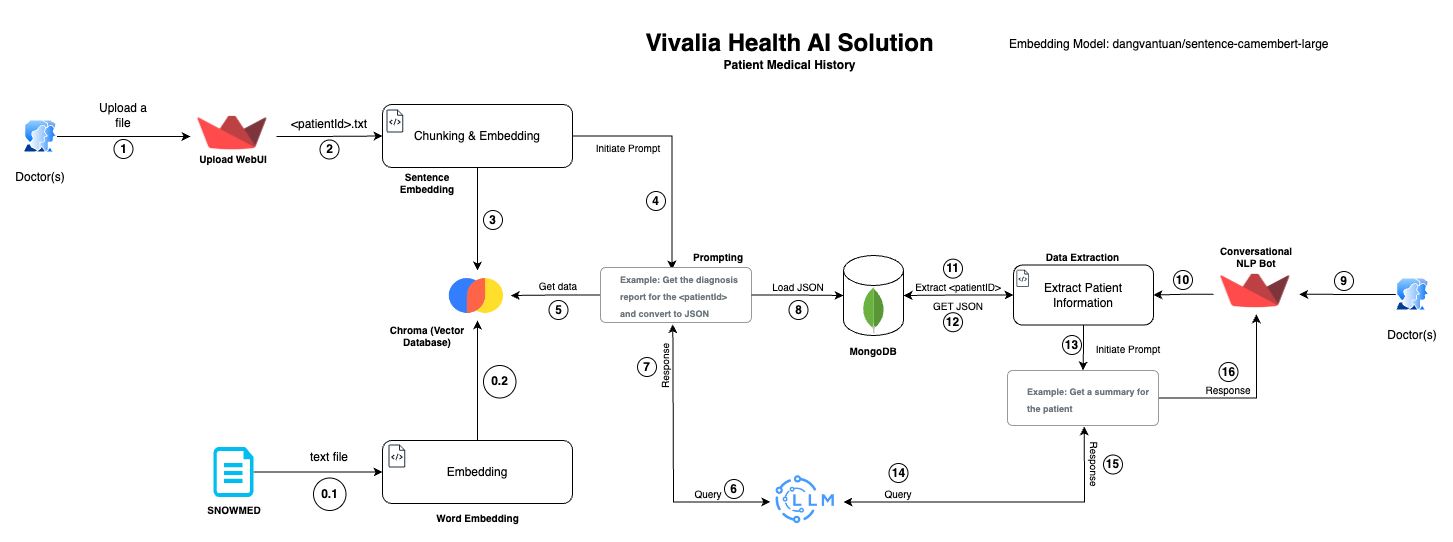 Vivalia Health AI Solution
Patient Medical History
Embedding Model: dangvantuan/sentence-camembert-large
Upload a
file
1
Doctor(s)
Upload WebUI
<patientId>.txt
2
Chunking & Embedding
Sentence
Embedding
Initiate Prompt
3
4
Chroma (Vector
Database)
Get data
5
Prompting
Example: Get the diagnosis
report for the <patientId>
and convert to JSON
Load JSON
8
MongoDB
11
Extract <patientID>
GET JSON
12
Data Extraction
Extract Patient
Information
10
Conversational
NLP Bot
9
Doctor(s)
13
Initiate Prompt
Example: Get a summary for
the patient
16
Response
7
Response
0.2
SNOWMED
text file
0.1
Embedding
Word Embedding
Query
6
LLM
14
Query
15
Response